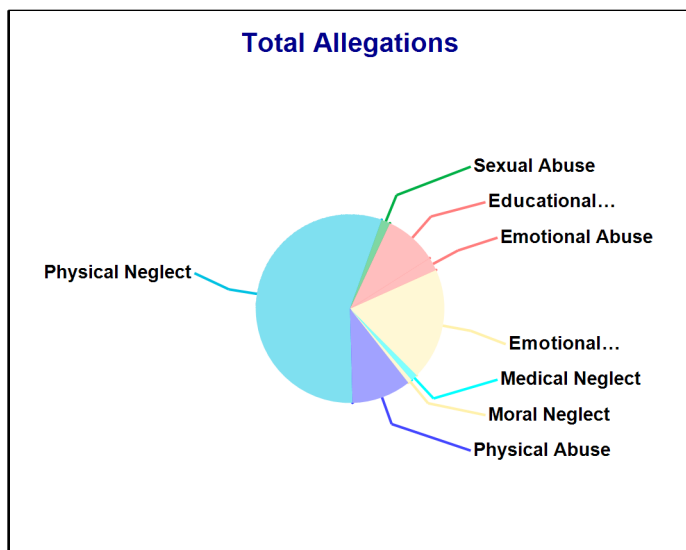 Total Allegations
Sexual Abuse
Educational…
Emotional Abuse
Physical Neglect
Emotional…
Medical Neglect
Moral Neglect
Physical Abuse